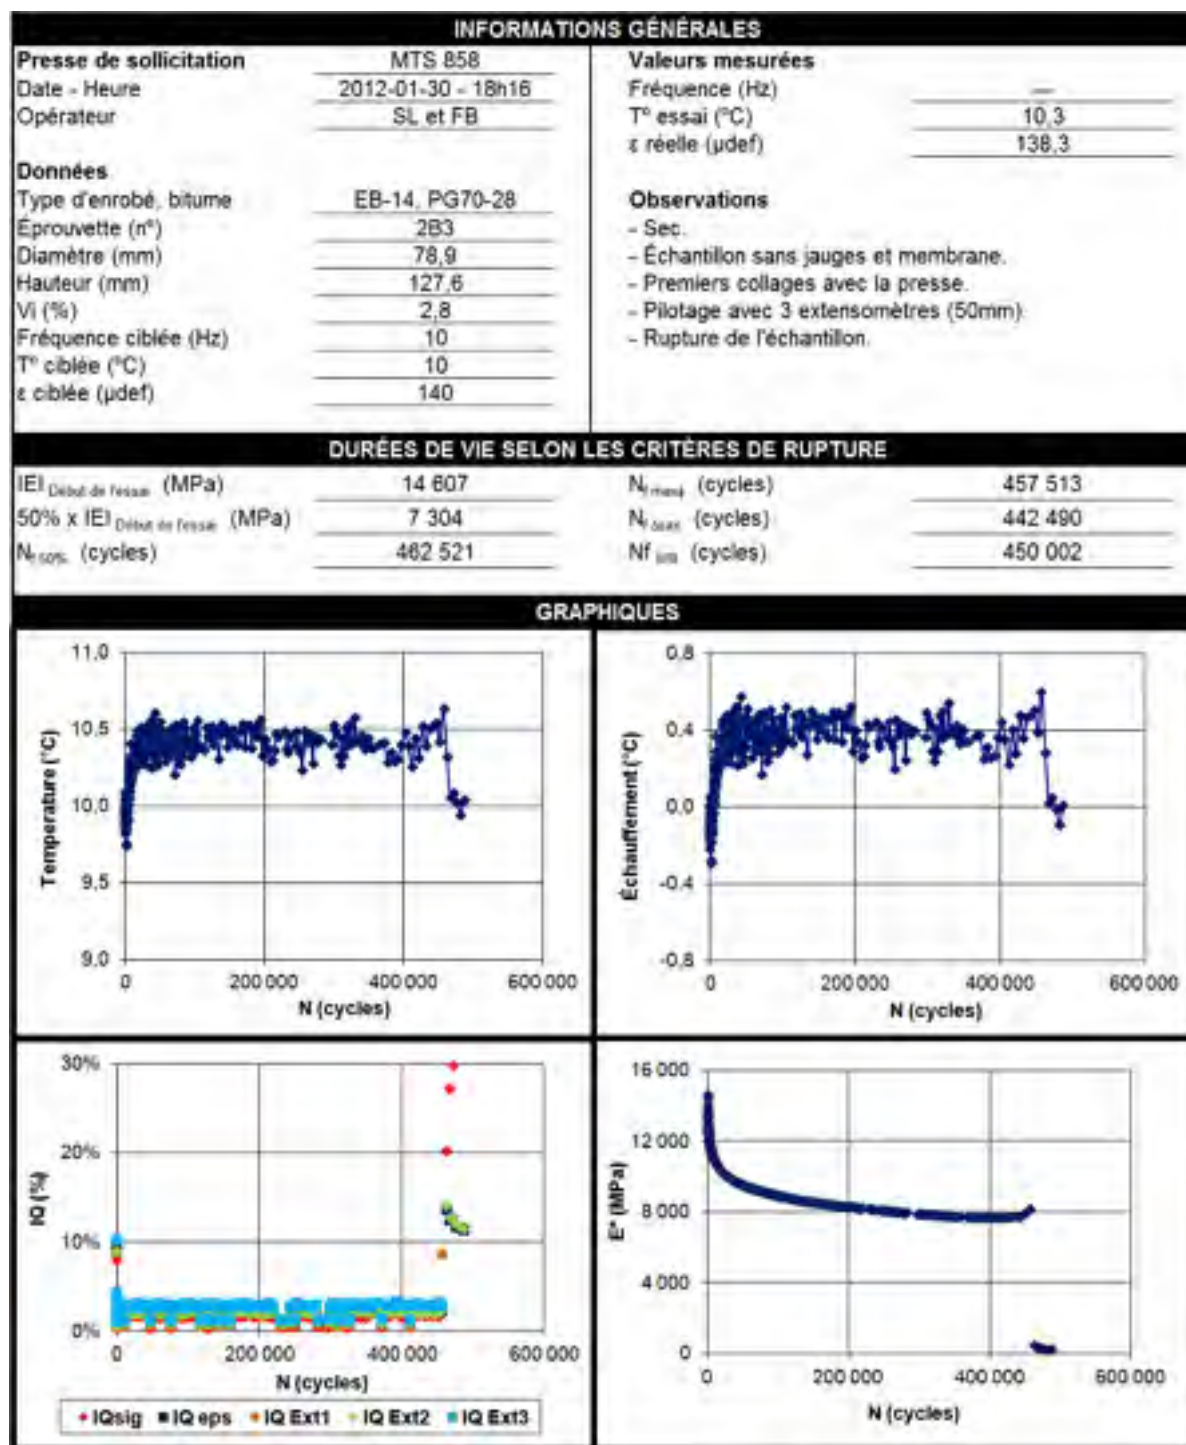 INFORMATIONS GÉNÉRALES
Presse de sollicitation MTS 858
Date - Heure 2012-01-30 - 18h16
Opérateur SL et FB
Données
Type d'enrobé, bitume EB-14, PG70-28
Éprouvette (nº) 2B3
Diamètre (mm) 78,9
Hauteur (mm) 127,6
Vi (%) 2,8
Fréquence ciblée (Hz) 10
Tº ciblée (ºC) 10
ε ciblée (µdef) 140
Valeurs mesurées
Fréquence (Hz) —
Tº essai (ºC) 10,3
ε réelle (µdef) 138,3
Observations
- Sec.
- Échantillon sans jauges et membrane.
- Premiers collages avec la presse.
- Pilotage avec 3 extensomètres (50mm)
- Rupture de l'échantillon.
DURÉES DE VIE SELON LES CRITÈRES DE RUPTURE
IEI Début de l'essai (MPa) 14 607
50% x IEI Début de l'essai (MPa) 7 304
Nf 50% (cycles) 462 521
(cycles) 457 513
(cycles) 442 490
Nf (cycles) 450 002
GRAPHIQUES
Temperature (°C)
11,0
10,5
10,0
9,5
9,0
0 200 000 400 000 600 000
N (cycles)
Échauffement (°C)
0,8
0,4
0,0
-0,4
-0,8
0 200 000 400 000 600 000
N (cycles)
IQ (%)
30%
20%
10%
0%
0 200 000 400 000 600 000
N (cycles)
IQsig IQ eps IQ Ext1 IQ Ext2 IQ Ext3
E* (MPa)
16 000
12 000
8 000
4 000
0
0 200 000 400 000 600 000
N (cycles)